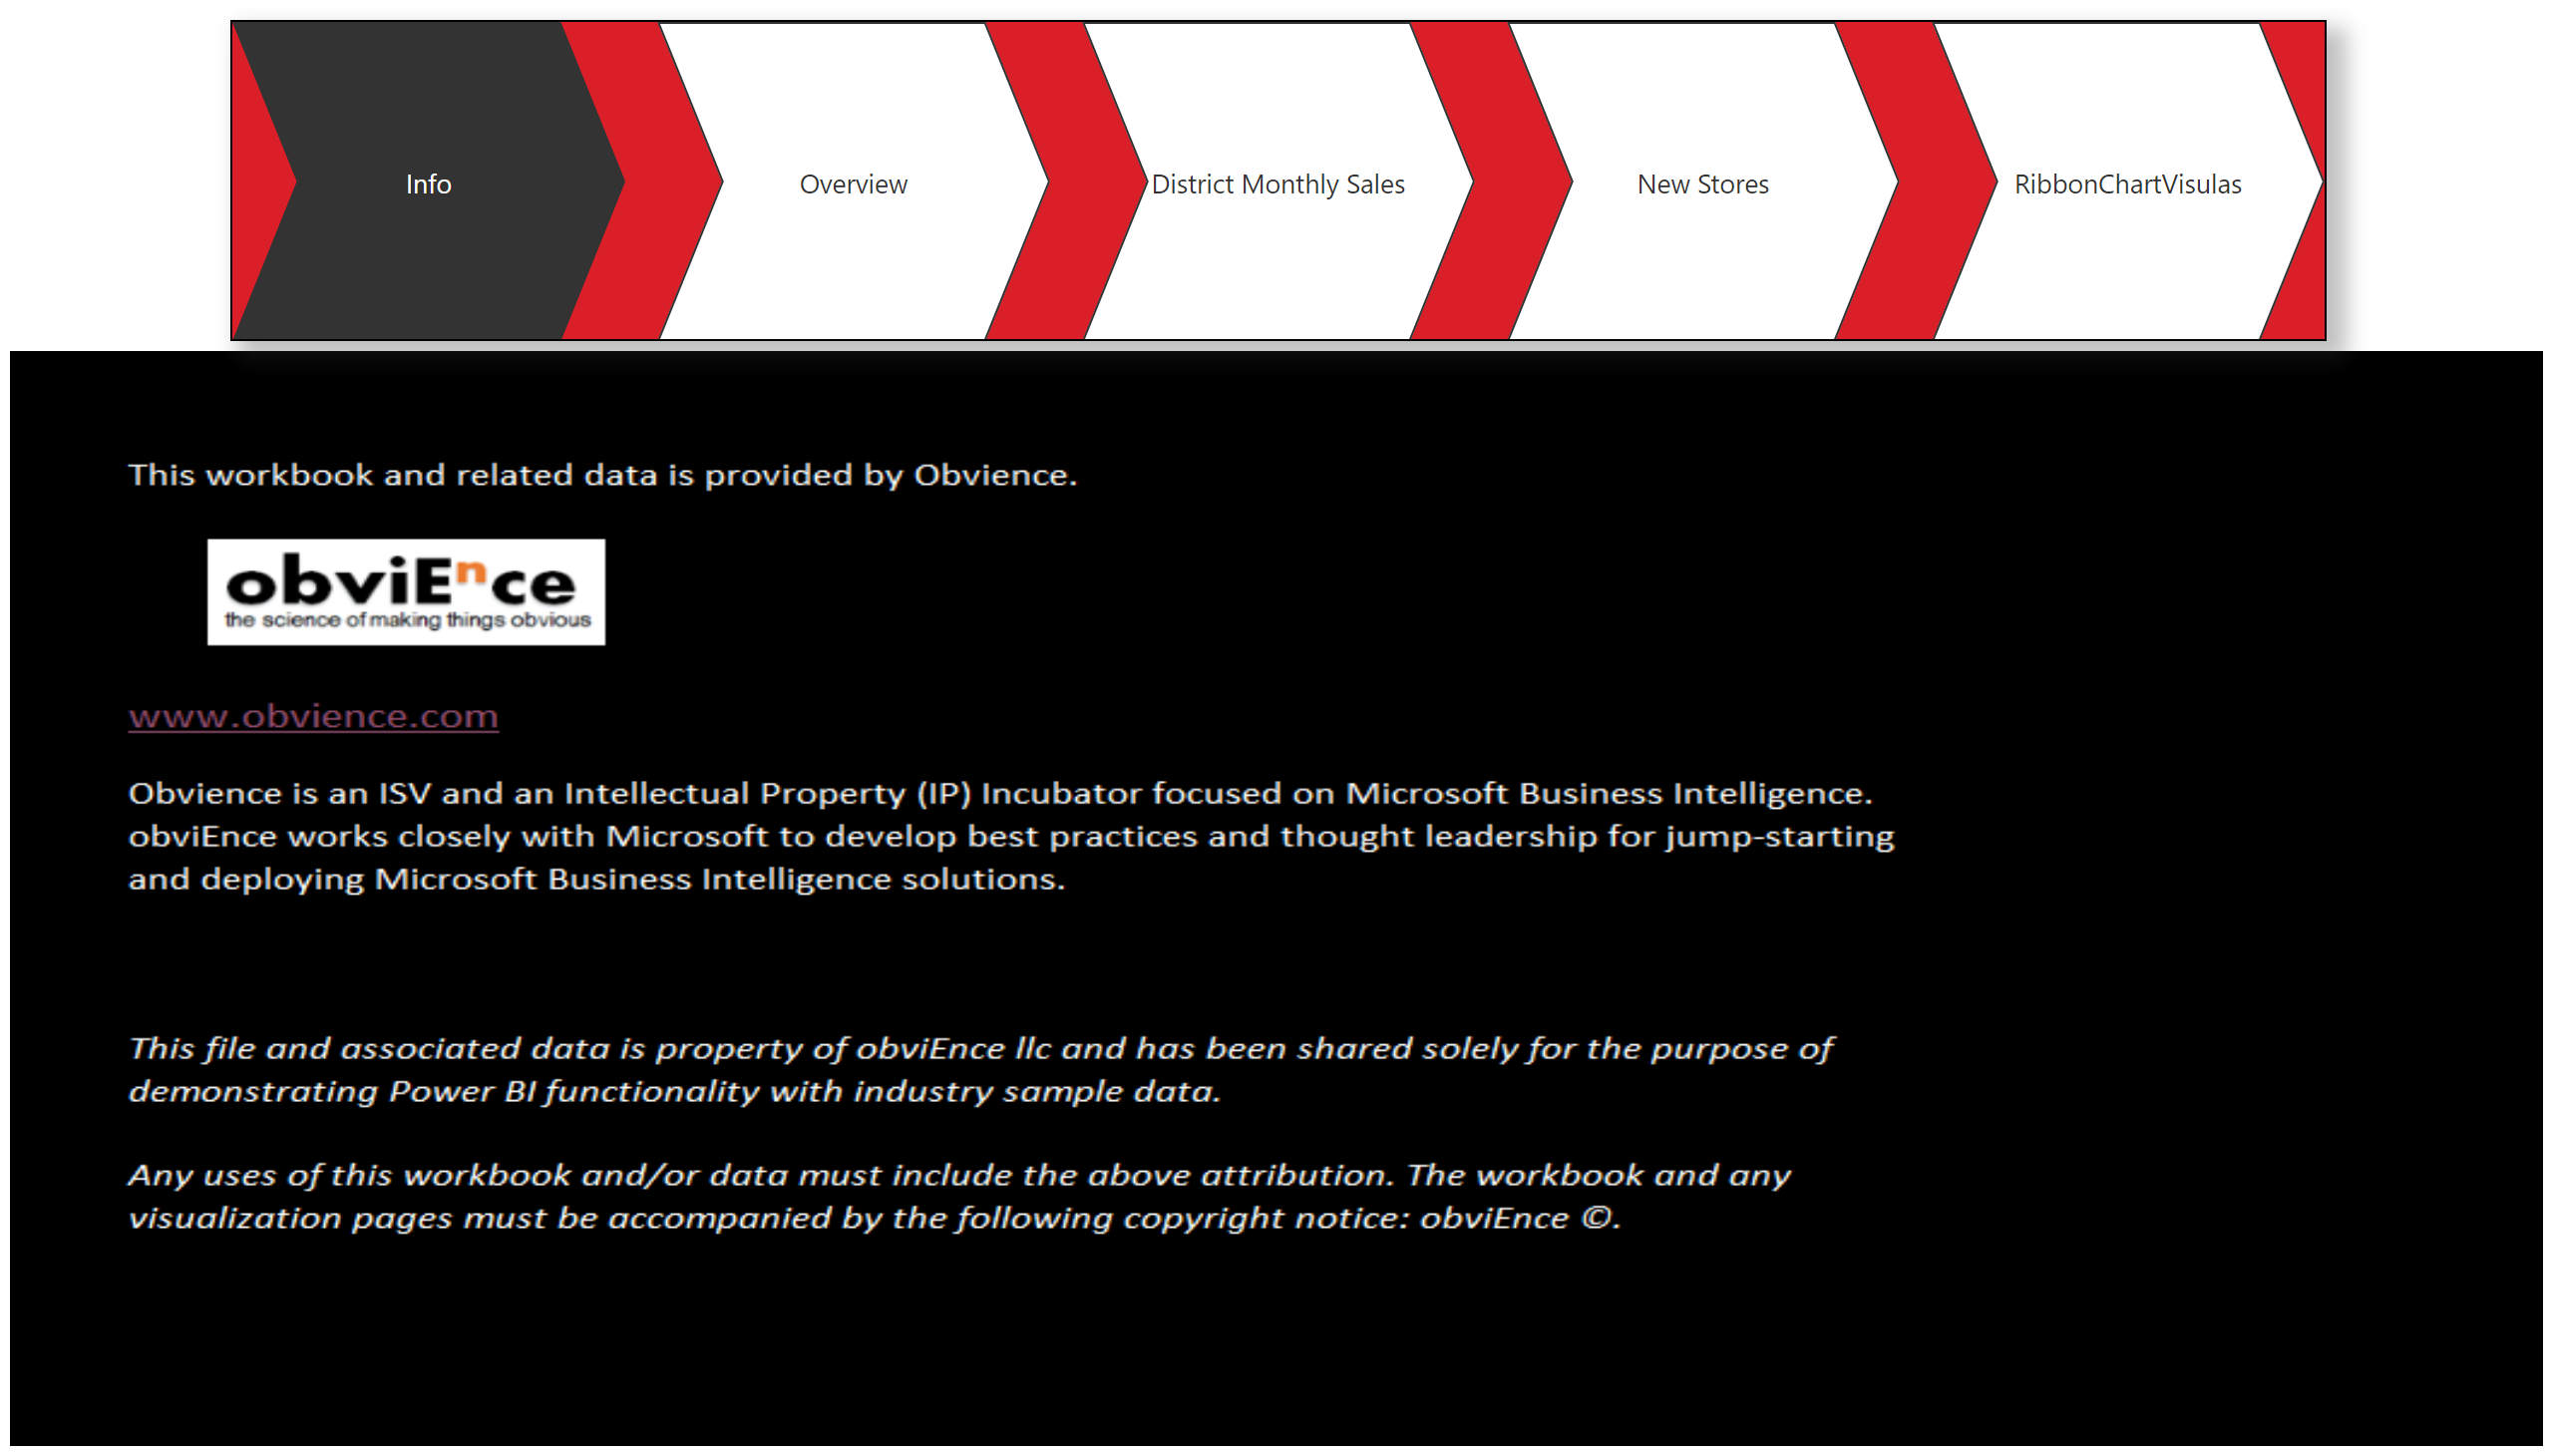 Info
Overview
District Monthly Sales
New Stores
RibbonChartVisulas
This workbook and related data is provided by Obvience.
obviEnce
the science of making things obvious
www.obvience.com
Obvience is an ISV and an Intellectual Property (IP) Incubator focused on Microsoft Business Intelligence.
obviEnce works closely with Microsoft to develop best practices and thought leadership for jump-starting
and deploying Microsoft Business Intelligence solutions.
This file and associated data is property of obviEnce llc and has been shared solely for the purpose of
demonstrating Power BI functionality with industry sample data.
Any uses of this workbook and/or data must include the above attribution. The workbook and any
visualization pages must be accompanied by the following copyright notice: obviEnce ©.